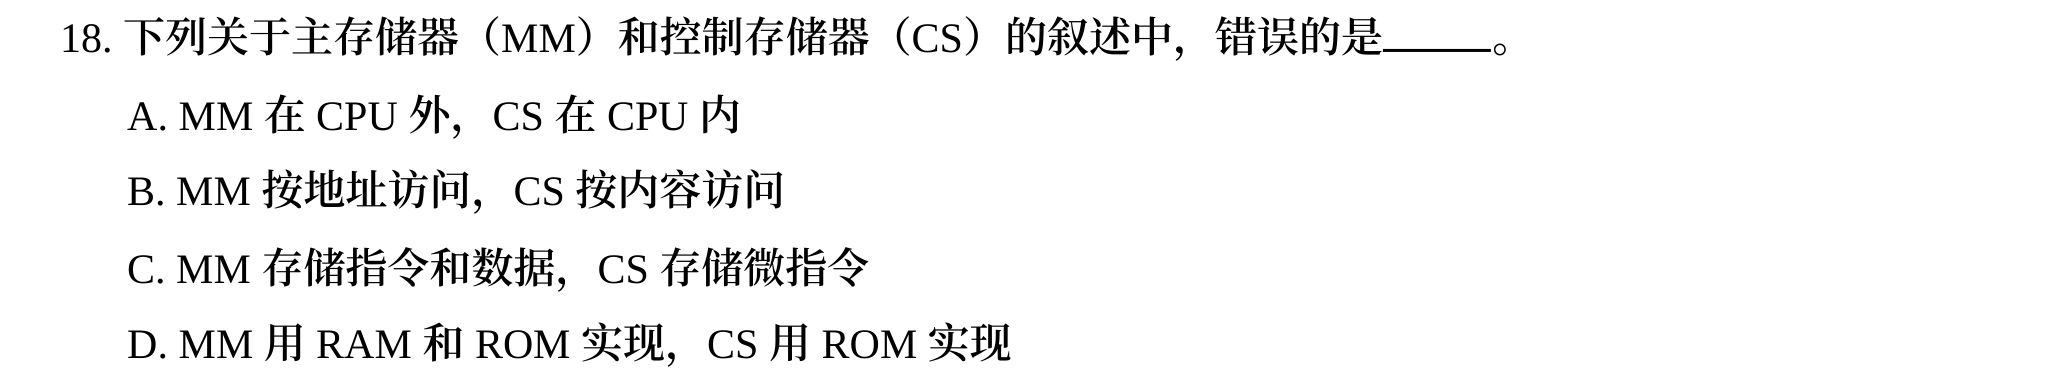 18. 下列关于主存储器（MM）和控制存储器（CS）的叙述中，错误的是_____。
A. MM 在 CPU 外，CS 在 CPU 内
B. MM 按地址访问，CS 按内容访问
C. MM 存储指令和数据，CS 存储微指令
D. MM 用 RAM 和 ROM 实现，CS 用 ROM 实现